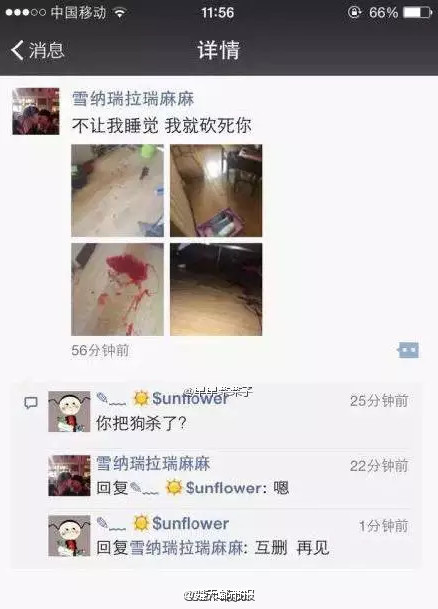 中国移动 11:56 66%
消息 详情
雪纳瑞拉瑞麻麻
不让我睡觉 我就砍死你
56分钟前
$unflower 25分钟前
你把狗杀了?
雪纳瑞拉瑞麻麻 22分钟前
回复 $unflower: 嗯
$unflower 1分钟前
回复雪纳瑞拉瑞麻麻: 互删 再见